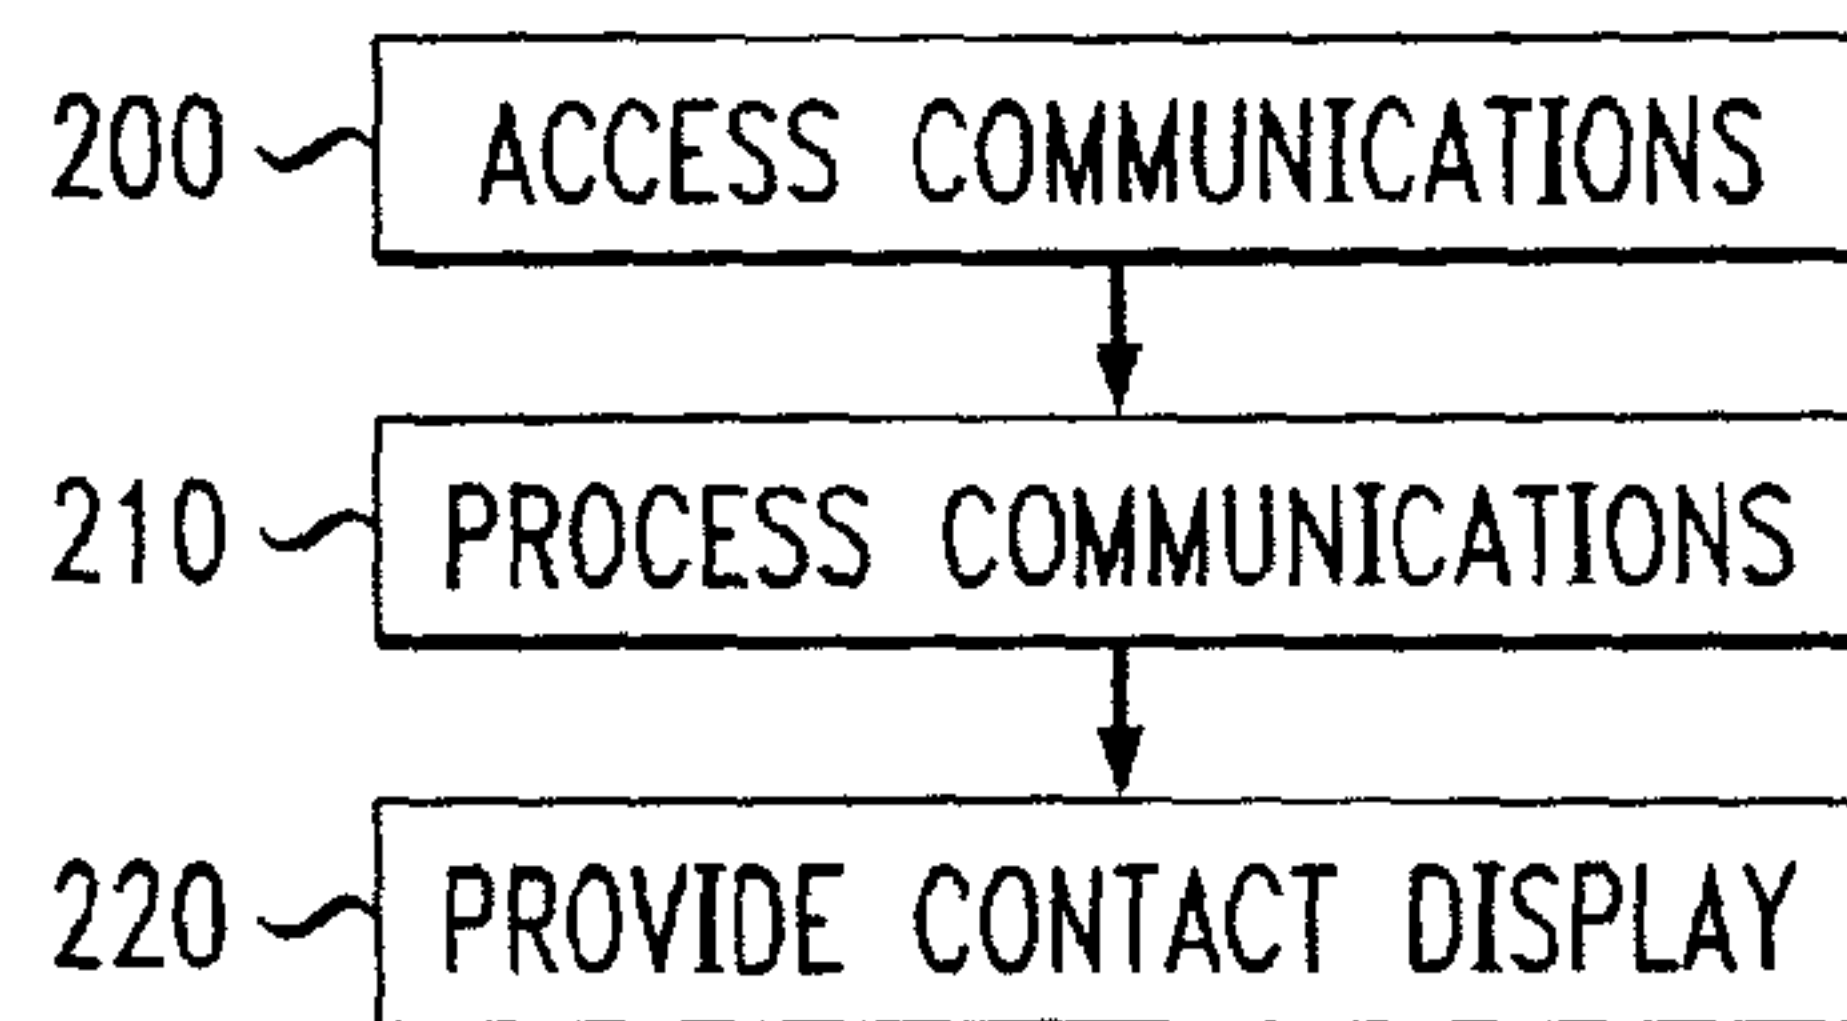 200 ACCESS COMMUNICATIONS
210 PROCESS COMMUNICATIONS
220 PROVIDE CONTACT DISPLAY